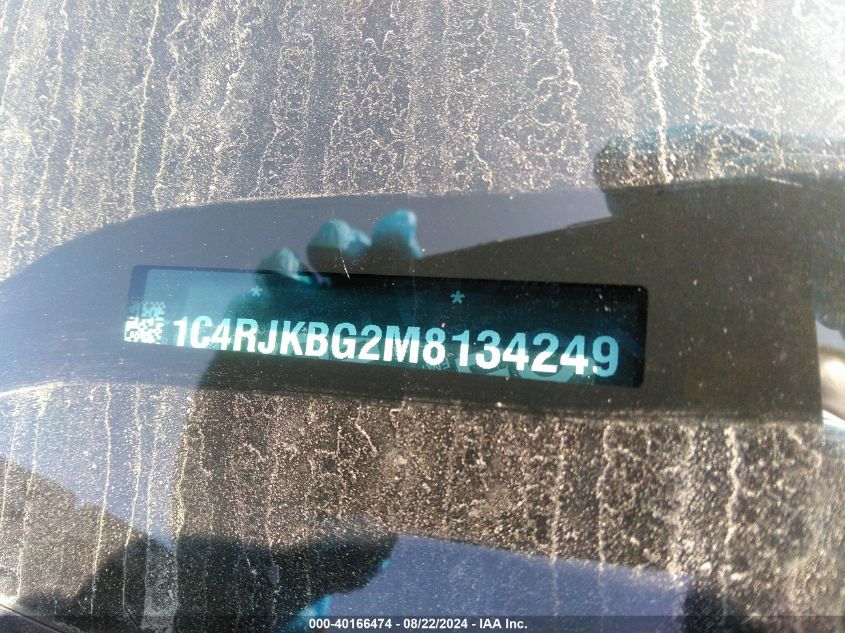 * *
1C4RJKBG2M8134249
000-40166474 - 08/22/2024 - IAA Inc.